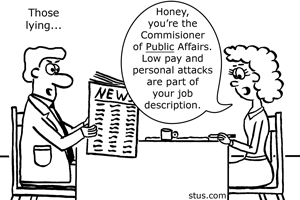 Those
lying...
Honey,
you're the
Commisioner
of Public Affairs.
Low pay and
personal attacks
are part of
your job
description.
NEW
stus.com